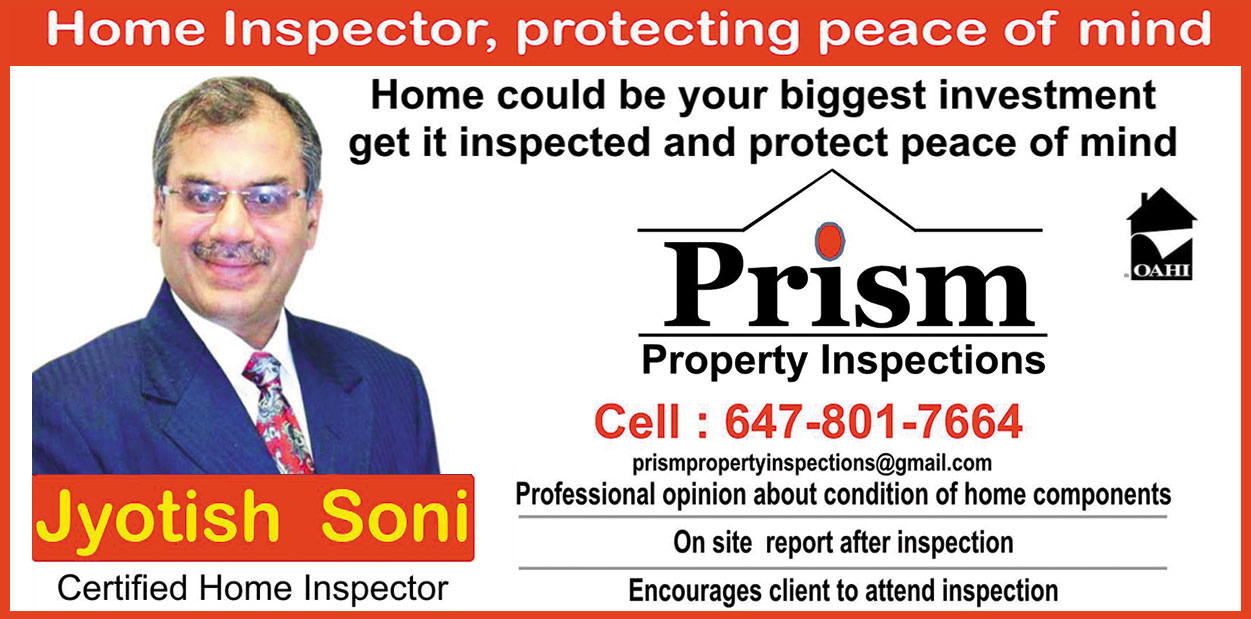 Home Inspector, protecting peace of mind
Home could be your biggest investment
get it inspected and protect peace of mind
Prism
Property Inspections
OAHI
Cell : 647-801-7664
prismpropertyinspections@gmail.com
Professional opinion about condition of home components
On site report after inspection
Encourages client to attend inspection
Jyotish Soni
Certified Home Inspector